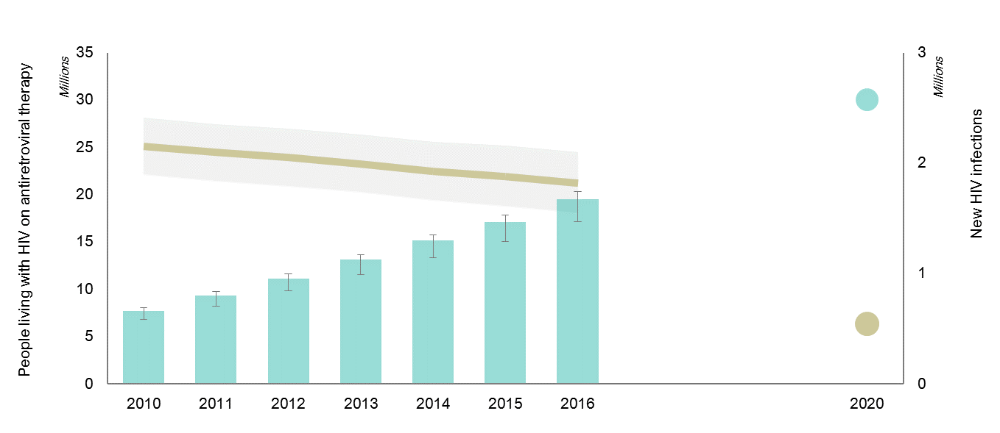 People living with HIV on antiretroviral therapy
Millions
35
30
25
20
15
10
5
0
3
2
1
0
Millions
New HIV infections
2010 2011 2012 2013 2014 2015 2016 2020